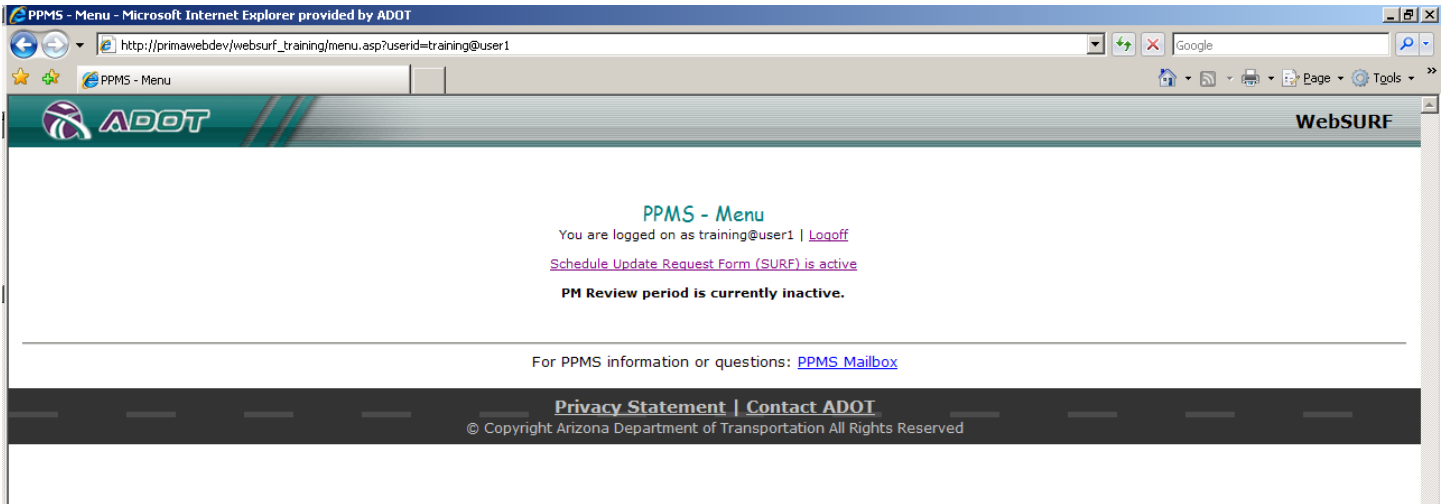 PPMS - Menu - Microsoft Internet Explorer provided by ADOT
http://primawebdev/websurf_training/menu.asp?userid=training@user1
Google
PPMS - Menu
Page
Tools
»
ADOT
WebSURF
PPMS - Menu
You are logged on as training@user1 | Logoff
Schedule Update Request Form (SURF) is active
PM Review period is currently inactive.
For PPMS information or questions: PPMS Mailbox
Privacy Statement | Contact ADOT
© Copyright Arizona Department of Transportation All Rights Reserved